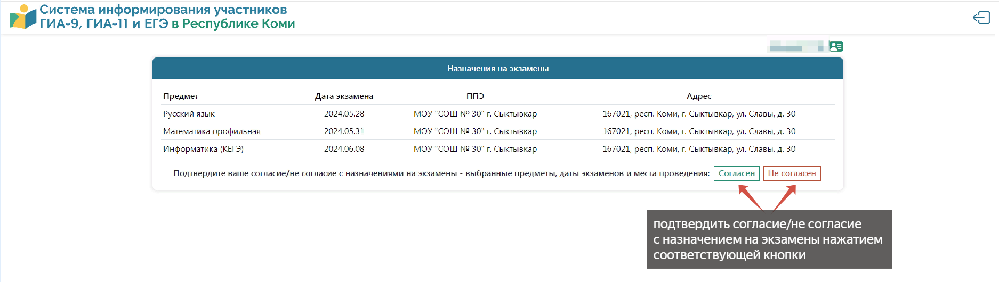 Система информирования участников
ГИА-9, ГИА-11 и ЕГЭ в Республике Коми
Назначения на экзамены
Предмет Дата экзамена ППЭ Адрес
Русский язык 2024.05.28 МОУ "СОШ № 30" г. Сыктывкар 167021, респ. Коми, г. Сыктывкар, ул. Славы, д. 30
Математика профильная 2024.05.31 МОУ "СОШ № 30" г. Сыктывкар 167021, респ. Коми, г. Сыктывкар, ул. Славы, д. 30
Информатика (КЕГЭ) 2024.06.08 МОУ "СОШ № 30" г. Сыктывкар 167021, респ. Коми, г. Сыктывкар, ул. Славы, д. 30
Подтвердите ваше согласие/не согласие с назначениями на экзамены - выбранные предметы, даты экзаменов и места проведения: Согласен Не согласен
подтвердить согласие/не согласие
с назначением на экзамены нажатием
соответствующей кнопки